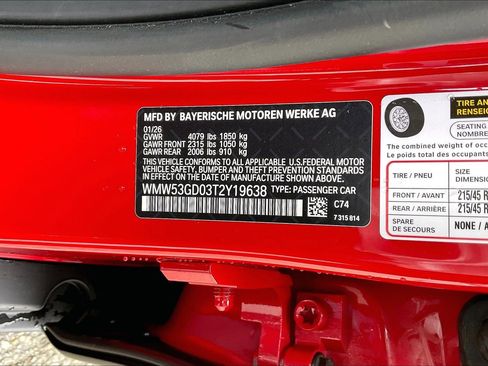 MFD BY BAYERISCHE MOTOREN WERKE AG
01/26
GVWR 4079 lbs 1850 kg
GAWR FRONT 2315 lbs 1050 kg
GAWR REAR 2006 lbs 910 kg
THIS VEHICLE CONFORMS TO ALL APPLICABLE U.S.FEDERAL MOTOR
VEHICLE SAFETY, BUMPER, AND THEFT PREVENTION STANDARDS
IN EFFECT ON THE DATE OF MANUFACTURE SHOWN ABOVE.
WMW53GD03T2Y19638 TYPE: PASSENGER CAR
C74
7 315 814
TIRE AN
RENSEIGN
SEATING
NOMBRE
The combined weight of occup
Le poids total des occupants
TIRE / PNEU SIZE
DIMENSION
FRONT / AVANT 215/45 R
REAR / ARRIÈRE 215/45 R
SPARE
DE SECOURS NONE / A